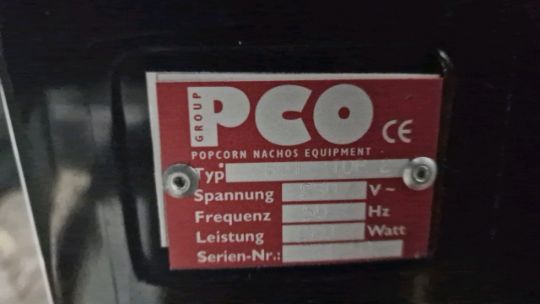 GROUP PCO CE
POPCORN NACHOS EQUIPMENT
Typ
Spannung V~
Frequenz Hz
Leistung Watt
Serien-Nr.: